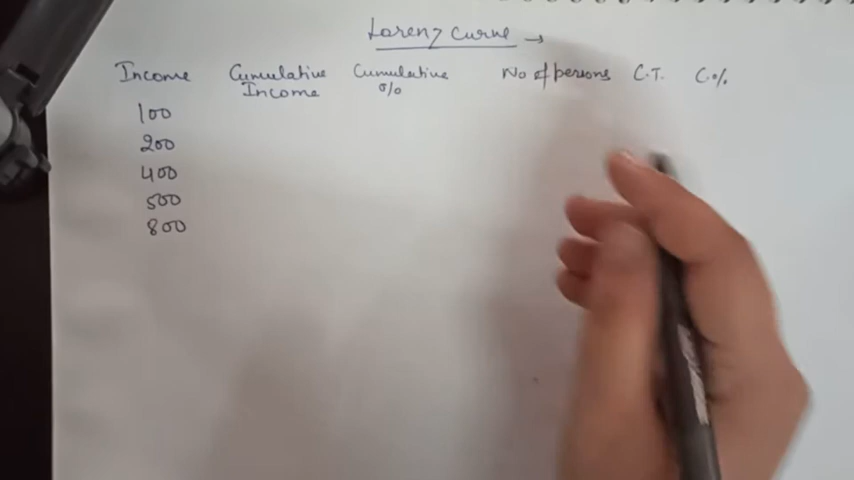 Lorenz Curve →
Income Cumulative Income Cumulative % No of persons C.T. C.%
100
200
400
500
800